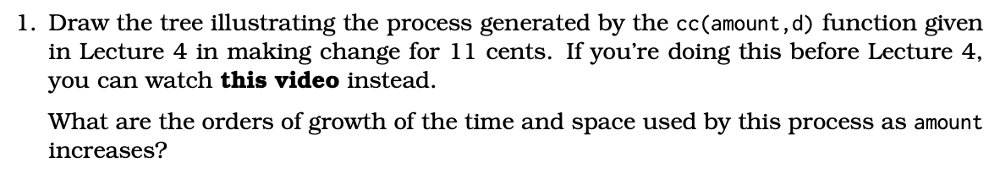 1. Draw the tree illustrating the process generated by the cc(amount,d) function given
in Lecture 4 in making change for 11 cents. If you're doing this before Lecture 4,
you can watch this video instead.
What are the orders of growth of the time and space used by this process as amount
increases?